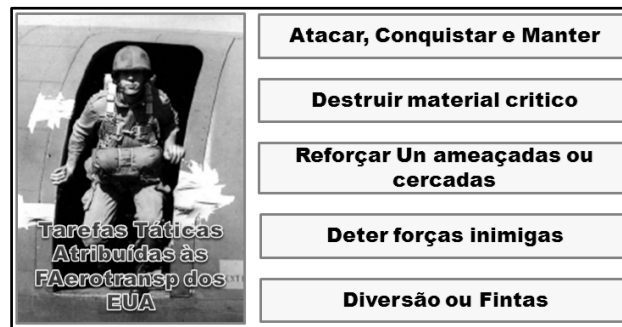 Tarefas Táticas
Atribuídas às
FAerotransp dos
EUA
Atacar, Conquistar e Manter
Destruir material critico
Reforçar Un ameaçadas ou
cercadas
Deter forças inimigas
Diversão ou Fintas